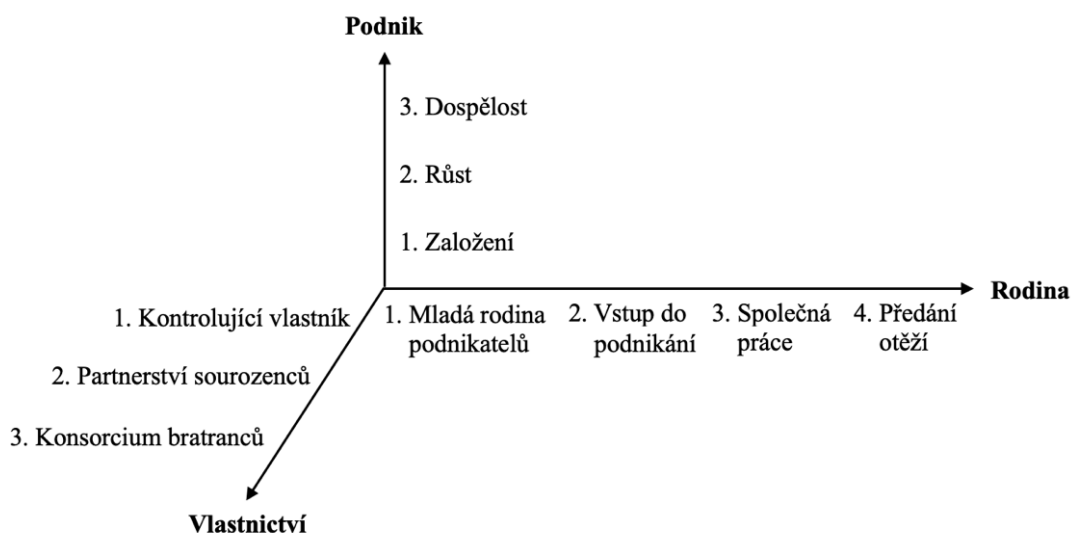 Podnik
3. Dospělost
2. Růst
1. Založení
Rodina
1. Kontrolující vlastník
2. Partnerství sourozenců
3. Konsorcium bratranců
Vlastnictví
1. Mladá rodina
podnikatelů
2. Vstup do
podnikání
3. Společná
práce
4. Předání
otěží